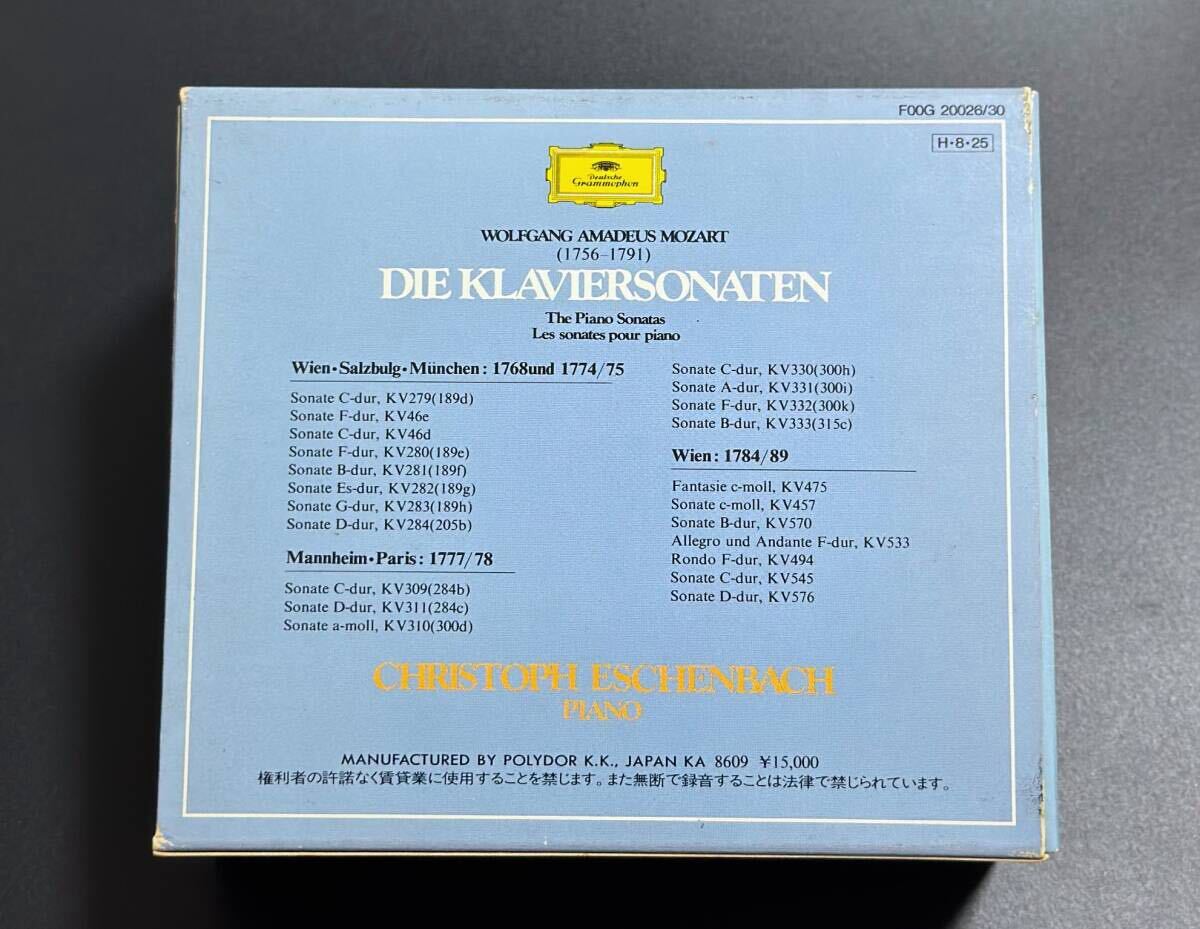 F00G 20026/30
H・8・25
Deutsche
Grammophon
WOLFGANG AMADEUS MOZART
(1756–1791)
DIE KLAVIERSONATEN
The Piano Sonatas
Les sonates pour piano
Wien・Salzbulg・München: 1768und 1774/75
Sonate C-dur, KV279(189d)
Sonate F-dur, KV46e
Sonate C-dur, KV46d
Sonate F-dur, KV280(189e)
Sonate B-dur, KV281(189f)
Sonate Es-dur, KV282(189g)
Sonate G-dur, KV283(189h)
Sonate D-dur, KV284(205b)
Mannheim・Paris: 1777/78
Sonate C-dur, KV309(284b)
Sonate D-dur, KV311(284c)
Sonate a-moll, KV310(300d)
Sonate C-dur, KV330(300h)
Sonate A-dur, KV331(300i)
Sonate F-dur, KV332(300k)
Sonate B-dur, KV333(315c)
Wien: 1784/89
Fantasie c-moll, KV475
Sonate c-moll, KV457
Sonate B-dur, KV570
Allegro und Andante F-dur, KV533
Rondo F-dur, KV494
Sonate C-dur, KV545
Sonate D-dur, KV576
CHRISTOPH ESCHENBACH
PIANO
MANUFACTURED BY POLYDOR K.K., JAPAN KA 8609 ¥15,000
権利者の許諾なく賃貸業に使用することを禁じます。また無断で録音することは法律で禁じられています。